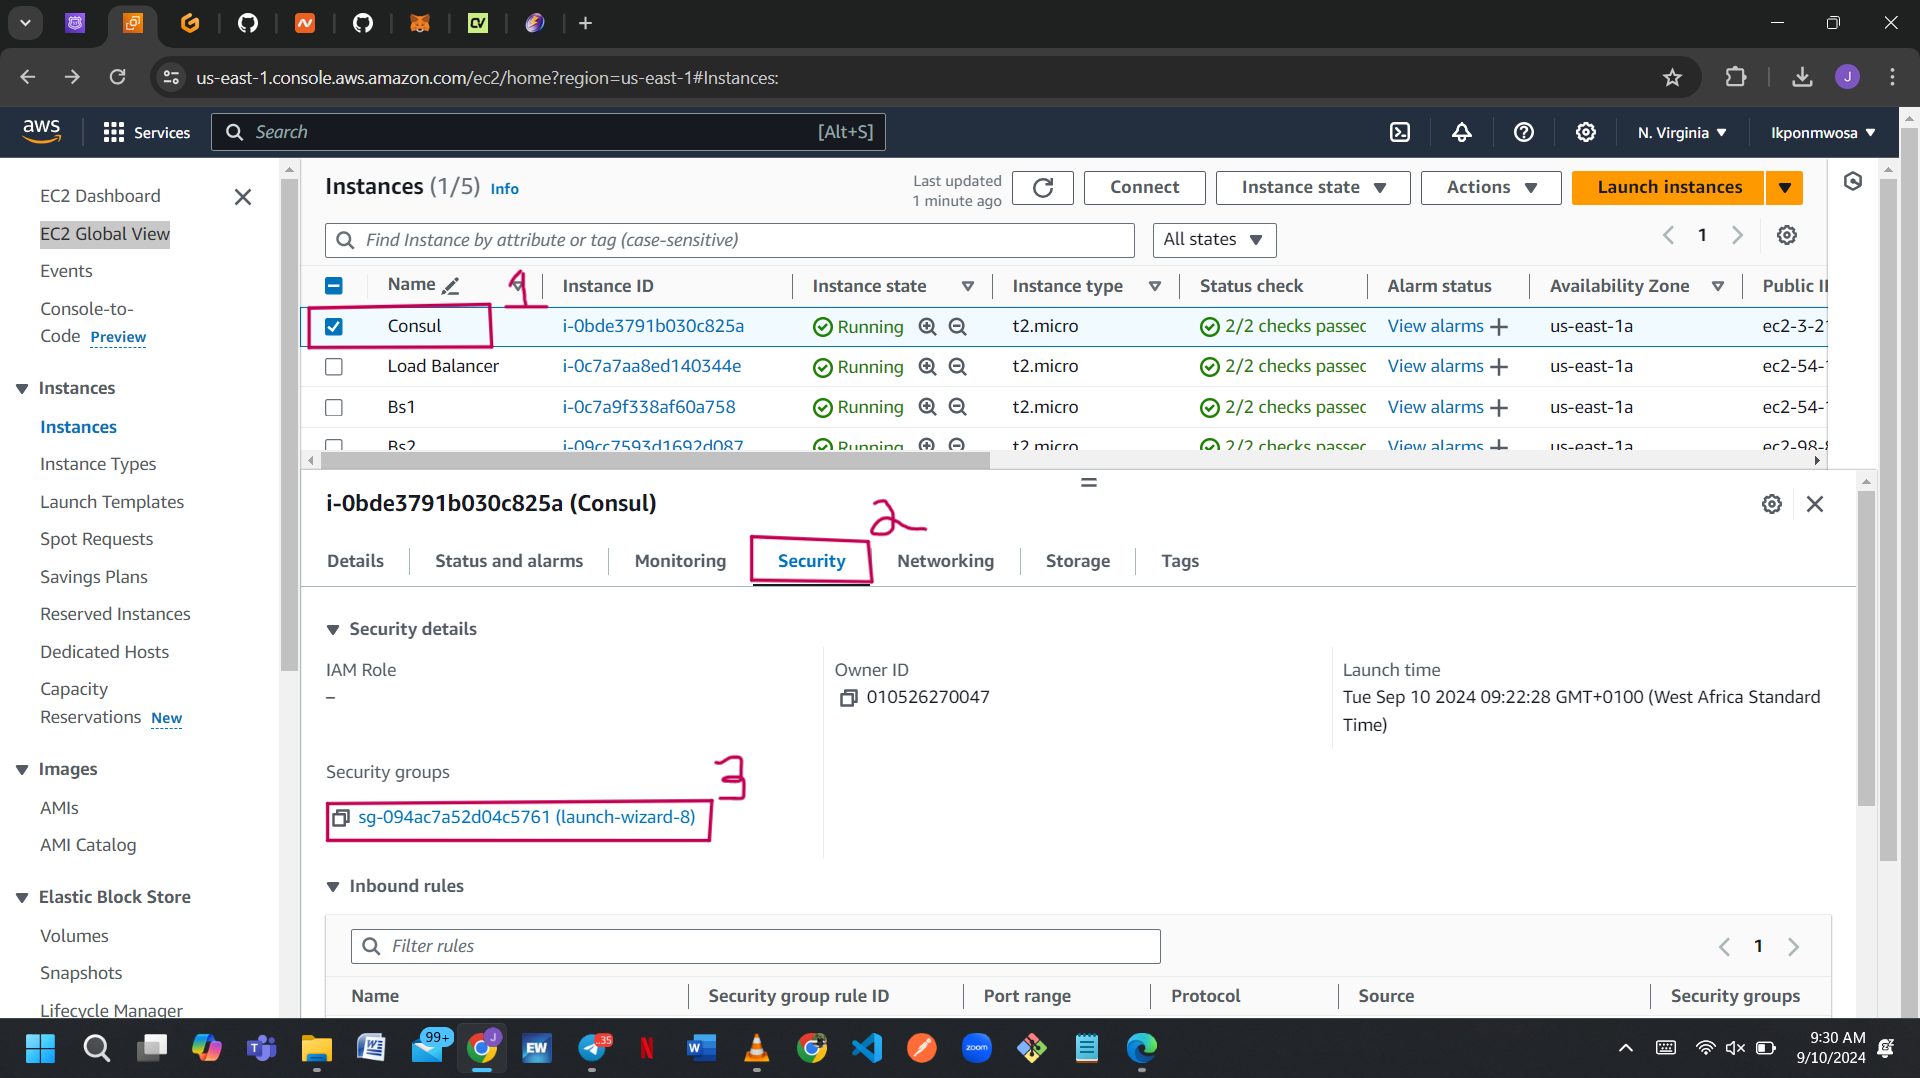 us-east-1.console.aws.amazon.com/ec2/home?region=us-east-1#Instances:
J
aws
Services
Search
[Alt+S]
N. Virginia
Ikponmwosa
EC2 Dashboard
EC2 Global View
Events
Console-to-
Code Preview
Instances
Instances
Instance Types
Launch Templates
Spot Requests
Savings Plans
Reserved Instances
Dedicated Hosts
Capacity
Reservations New
Images
AMIs
AMI Catalog
Elastic Block Store
Volumes
Snapshots
Lifecycle Manager
Instances (1/5) Info
Last updated
1 minute ago
Connect
Instance state
Actions
Launch instances
Find Instance by attribute or tag (case-sensitive)
All states
1
1
Name Instance ID Instance state Instance type Status check Alarm status Availability Zone Public
Consul i-0bde3791b030c825a Running t2.micro 2/2 checks passed View alarms us-east-1a ec2-3-2
Load Balancer i-0c7a7aa8ed140344e Running t2.micro 2/2 checks passed View alarms us-east-1a ec2-54-
Bs1 i-0c7a9f338af60a758 Running t2.micro 2/2 checks passed View alarms us-east-1a ec2-54-
Bs2 i-09cc7593d1692d087 Running t2.micro 2/2 checks passed View alarms us-east-1a ec2-98-
i-0bde3791b030c825a (Consul)
2
Details Status and alarms Monitoring Security Networking Storage Tags
Security details
IAM Role
–
Owner ID
010526270047
Launch time
Tue Sep 10 2024 09:22:28 GMT+0100 (West Africa Standard
Time)
3
Security groups
sg-094ac7a52d04c5761 (launch-wizard-8)
Inbound rules
Filter rules
1
Name Security group rule ID Port range Protocol Source Security groups
99+
J
EW
35
N
W
zoom
9:30 AM
9/10/2024